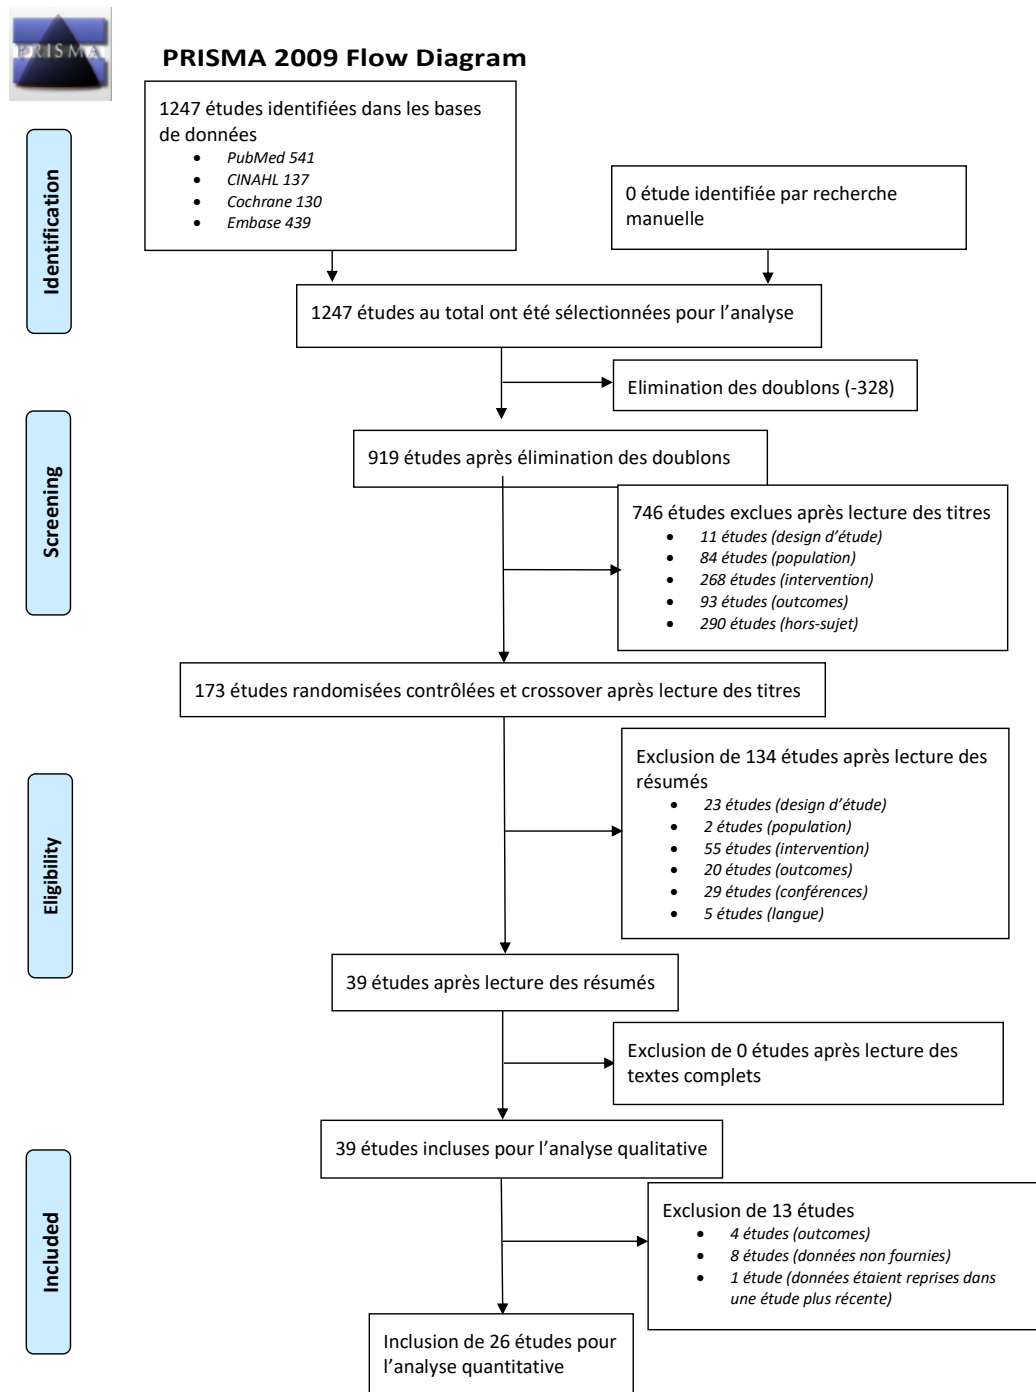 PRISMA
PRISMA 2009 Flow Diagram
Identification
1247 études identifiées dans les bases
de données
• PubMed 541
• CINAHL 137
• Cochrane 130
• Embase 439
0 étude identifiée par recherche
manuelle
1247 études au total ont été sélectionnées pour l’analyse
Elimination des doublons (-328)
Screening
919 études après élimination des doublons
746 études exclues après lecture des titres
• 11 études (design d’étude)
• 84 études (population)
• 268 études (intervention)
• 93 études (outcomes)
• 290 études (hors-sujet)
173 études randomisées contrôlées et crossover après lecture des titres
Eligibility
Exclusion de 134 études après lecture des
résumés
• 23 études (design d’étude)
• 2 études (population)
• 55 études (intervention)
• 20 études (outcomes)
• 29 études (conférences)
• 5 études (langue)
39 études après lecture des résumés
Exclusion de 0 études après lecture des
textes complets
39 études incluses pour l’analyse qualitative
Included
Exclusion de 13 études
• 4 études (outcomes)
• 8 études (données non fournies)
• 1 étude (données étaient reprises dans
une étude plus récente)
Inclusion de 26 études pour
l’analyse quantitative